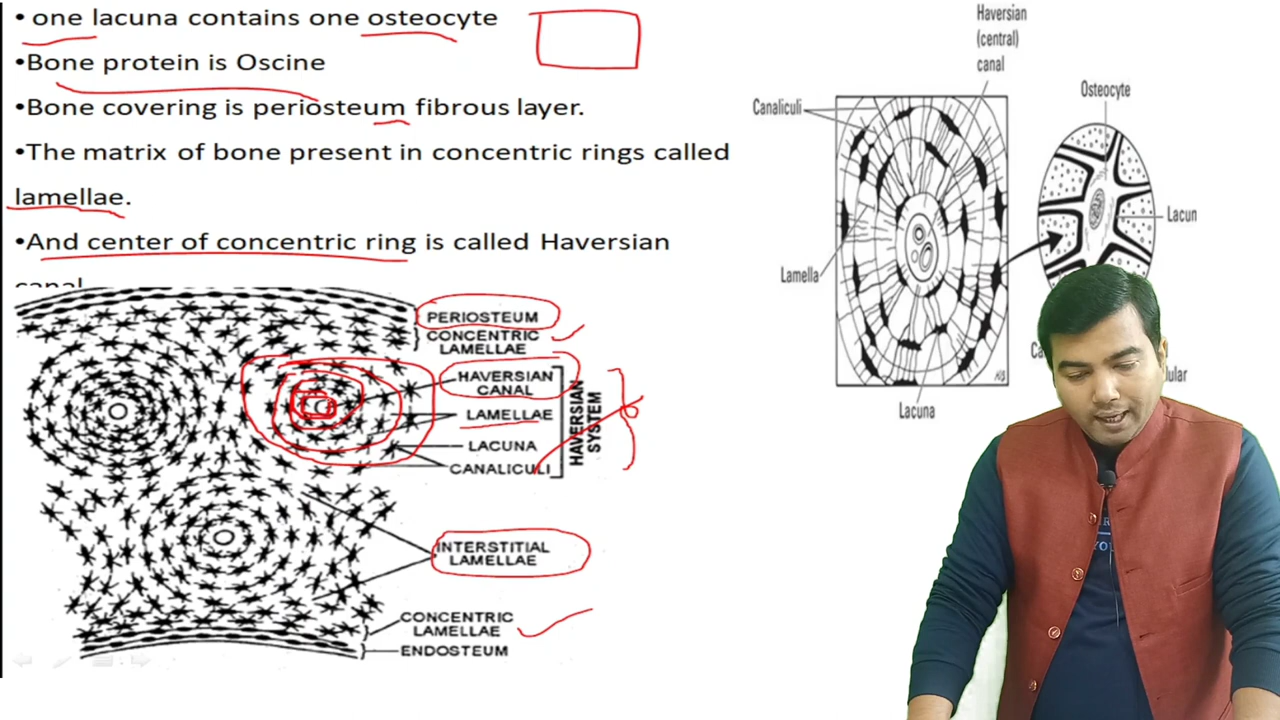 • one lacuna contains one osteocyte
•Bone protein is Oscine
•Bone covering is periosteum fibrous layer.
•The matrix of bone present in concentric rings called
lamellae.
•And center of concentric ring is called Haversian
canal
PERIOSTEUM
CONCENTRIC
LAMELLAE
HAVERSIAN
CANAL
LAMELLAE
LACUNA
CANALICULI
HAVERSIAN
SYSTEM
INTERSTITIAL
LAMELLAE
CONCENTRIC
LAMELLAE
ENDOSTEUM
Haversian
(central)
canal
Canaliculi
Lamella
Lacuna
Osteocyte
Lacun